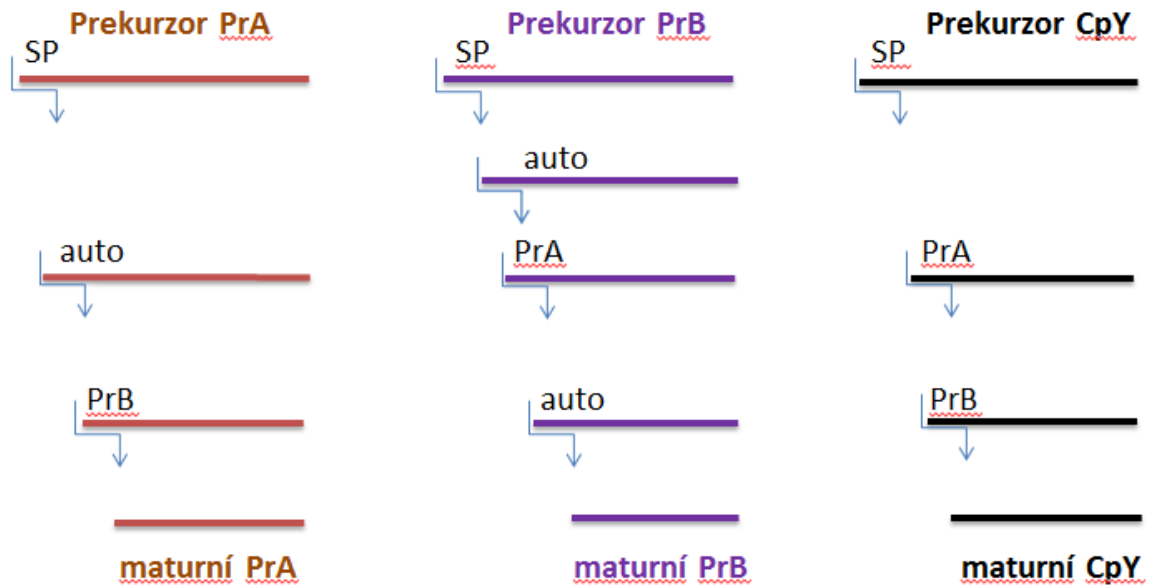 Prekurzor PrA
Prekurzor PrB
Prekurzor CpY
SP
SP
SP
auto
auto
PrA
PrA
PrB
auto
PrB
maturní PrA
maturní PrB
maturní CpY